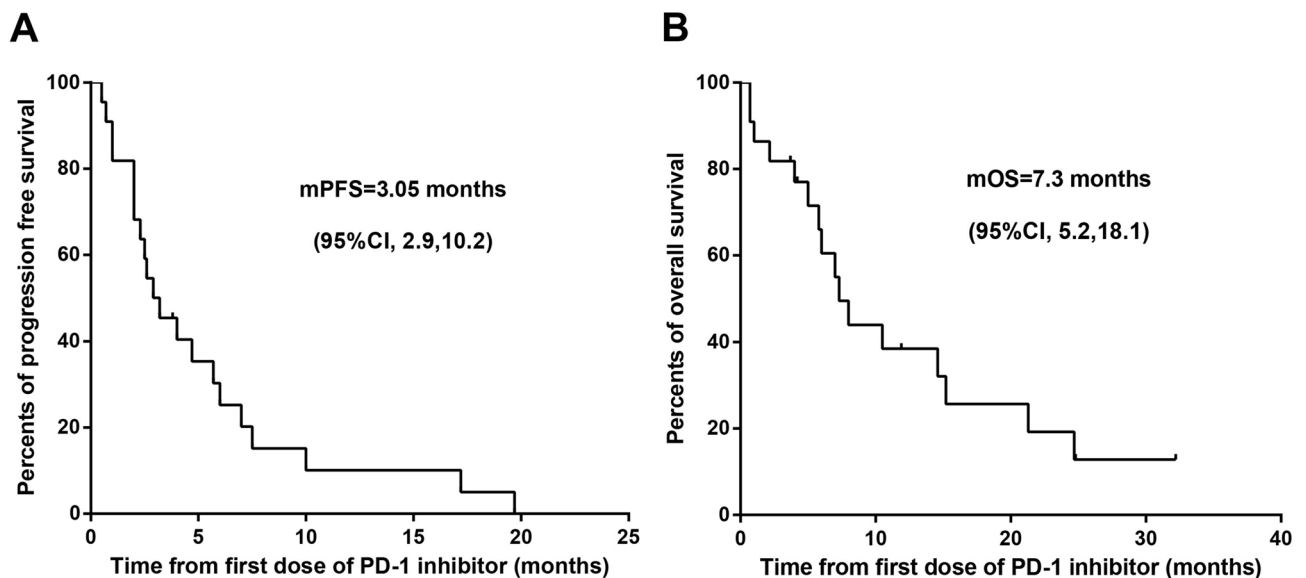 A
Percents of progression free survival
100
80
60
40
20
0
mPFS=3.05 months
(95%CI, 2.9,10.2)
0 5 10 15 20 25
Time from first dose of PD-1 inhibitor (months)
B
Percents of overall survival
100
80
60
40
20
0
mOS=7.3 months
(95%CI, 5.2,18.1)
0 10 20 30 40
Time from first dose of PD-1 inhibitor (months)